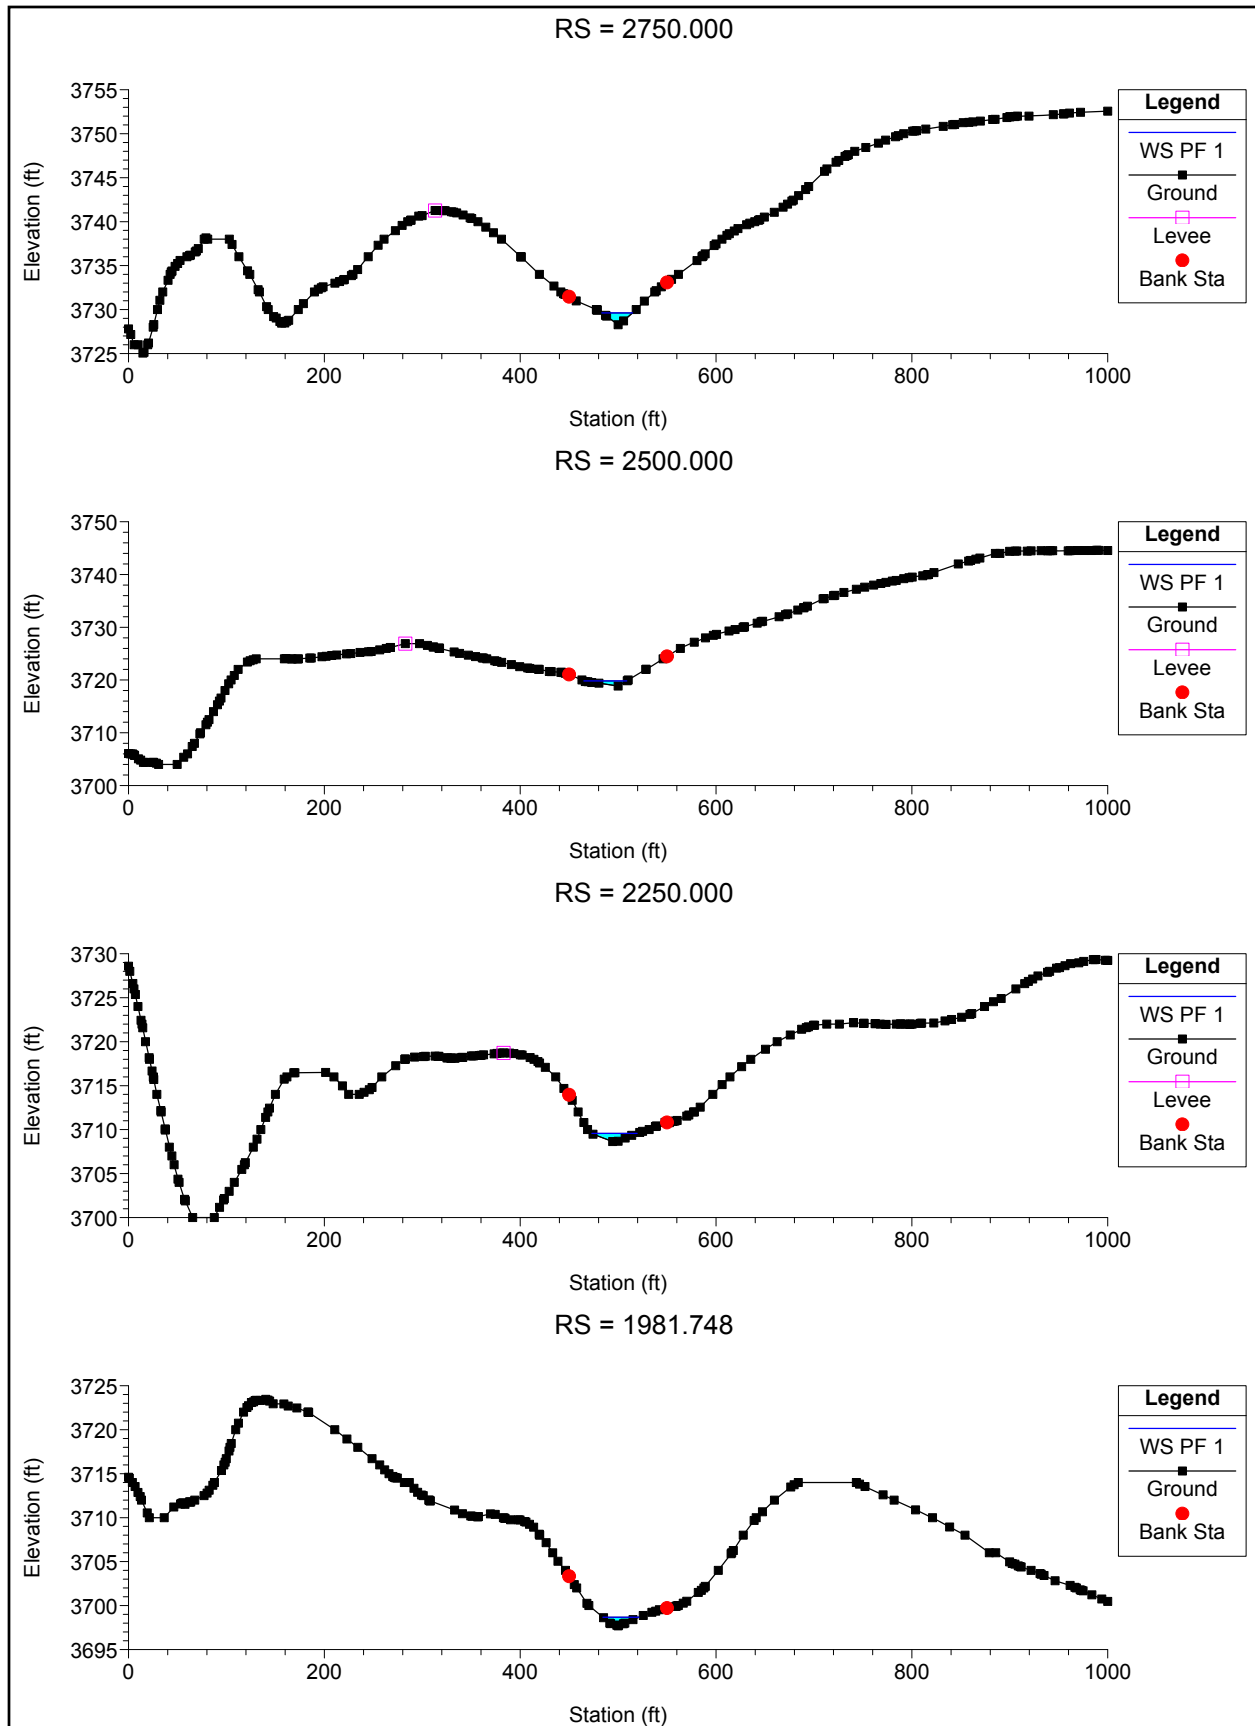 RS = 2750.000
3755
3750
3745
3740
3735
3730
3725
Elevation (ft)
0 200 400 600 800 1000
Station (ft)
Legend
WS PF 1
Ground
Levee
Bank Sta
RS = 2500.000
3750
3740
3730
3720
3710
3700
Elevation (ft)
0 200 400 600 800 1000
Station (ft)
Legend
WS PF 1
Ground
Levee
Bank Sta
RS = 2250.000
3730
3725
3720
3715
3710
3705
3700
Elevation (ft)
0 200 400 600 800 1000
Station (ft)
Legend
WS PF 1
Ground
Levee
Bank Sta
RS = 1981.748
3725
3720
3715
3710
3705
3700
3695
Elevation (ft)
0 200 400 600 800 1000
Station (ft)
Legend
WS PF 1
Ground
Bank Sta